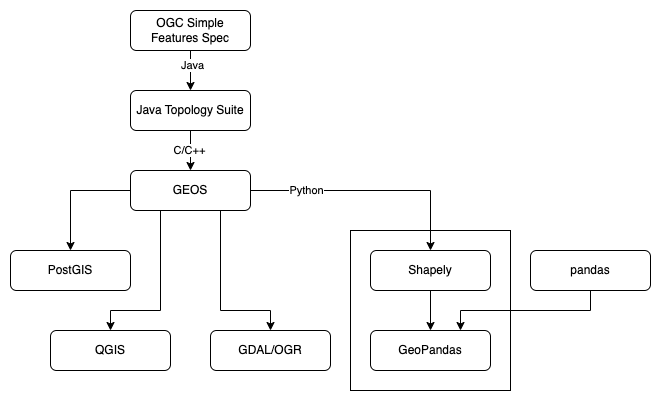 OGC Simple
Features Spec
Java
Java Topology Suite
C/C++
GEOS
Python
PostGIS
Shapely
pandas
QGIS
GDAL/OGR
GeoPandas